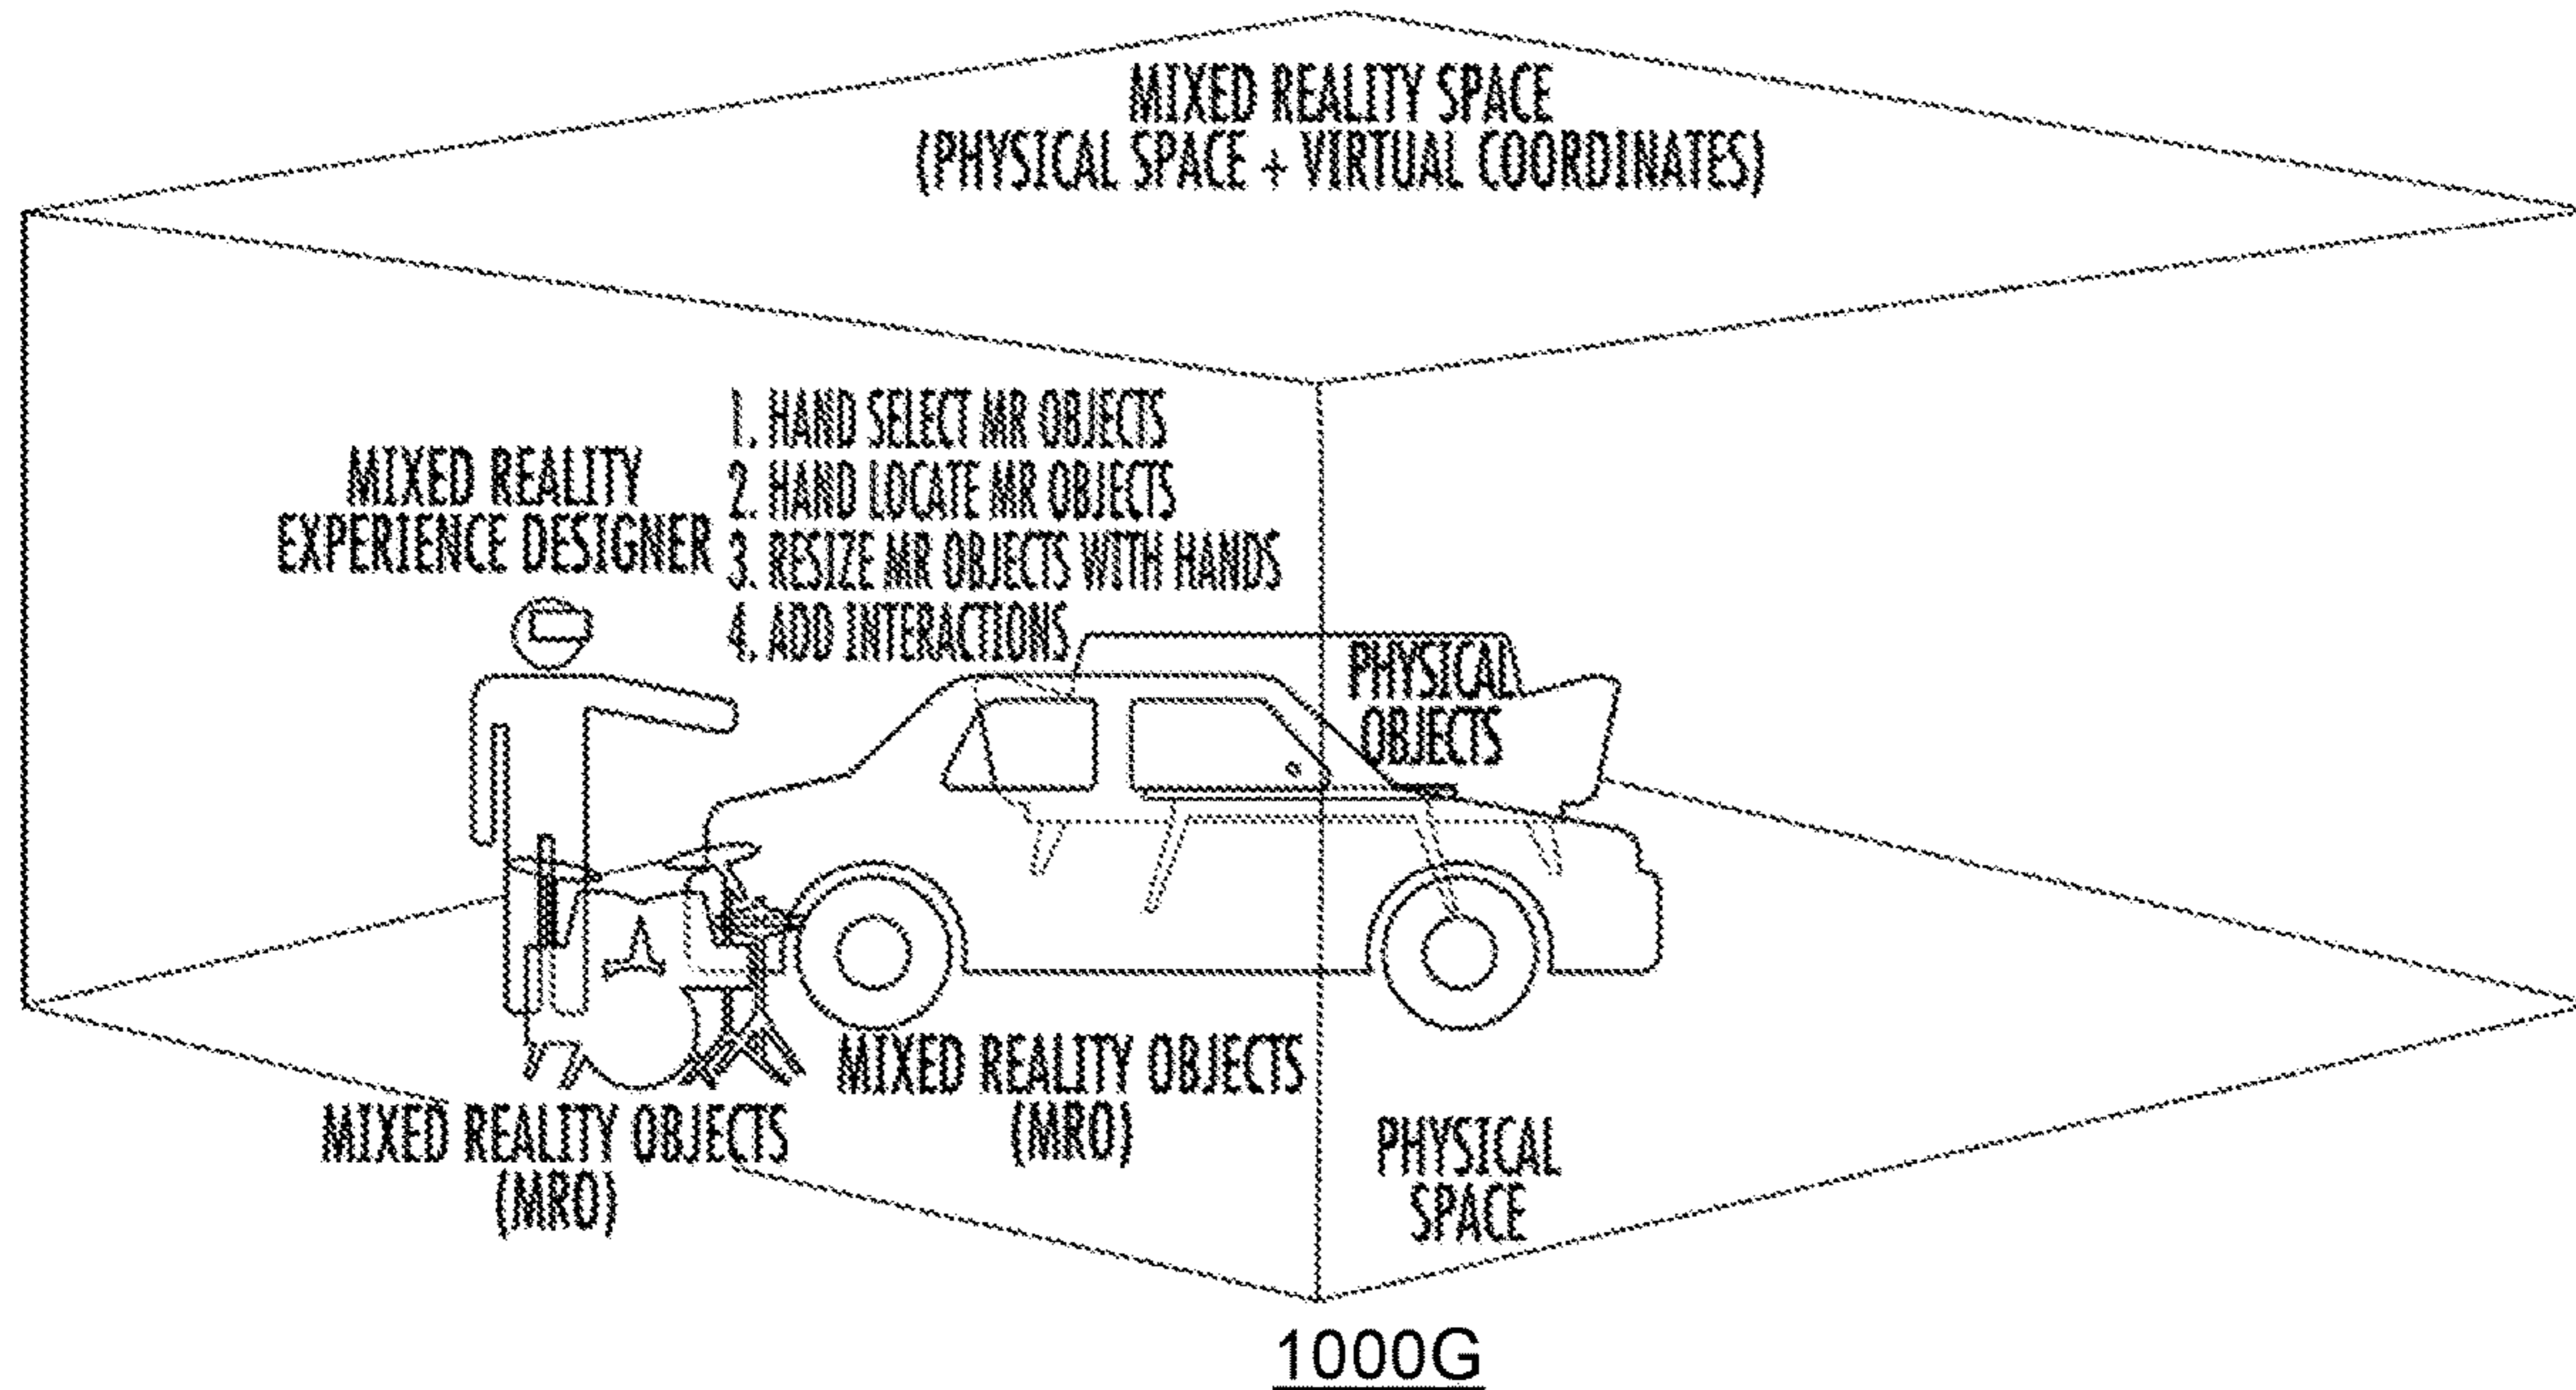 MIXED REALITY SPACE
(PHYSICAL SPACE + VIRTUAL COORDINATES)
MIXED REALITY
EXPERIENCE DESIGNER
1. HAND SELECT MR OBJECTS
2. HAND LOCATE MR OBJECTS
3. RESIZE MR OBJECTS WITH HANDS
4. ADD INTERACTIONS
PHYSICAL
OBJECTS
MIXED REALITY OBJECTS
(MRO)
MIXED REALITY OBJECTS
(MRO)
PHYSICAL
SPACE
1000G